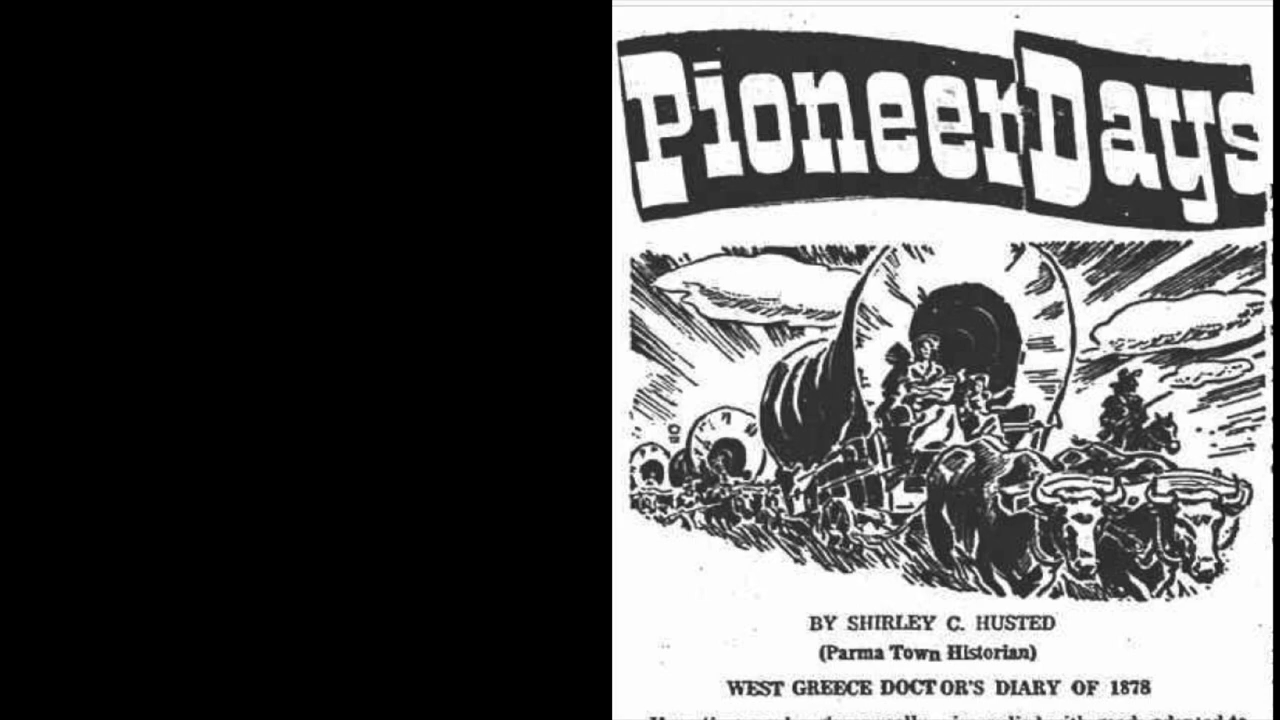 Pioneer Days
BY SHIRLEY C. HUSTED
(Parma Town Historian)
WEST GREECE DOCTOR'S DIARY OF 1878